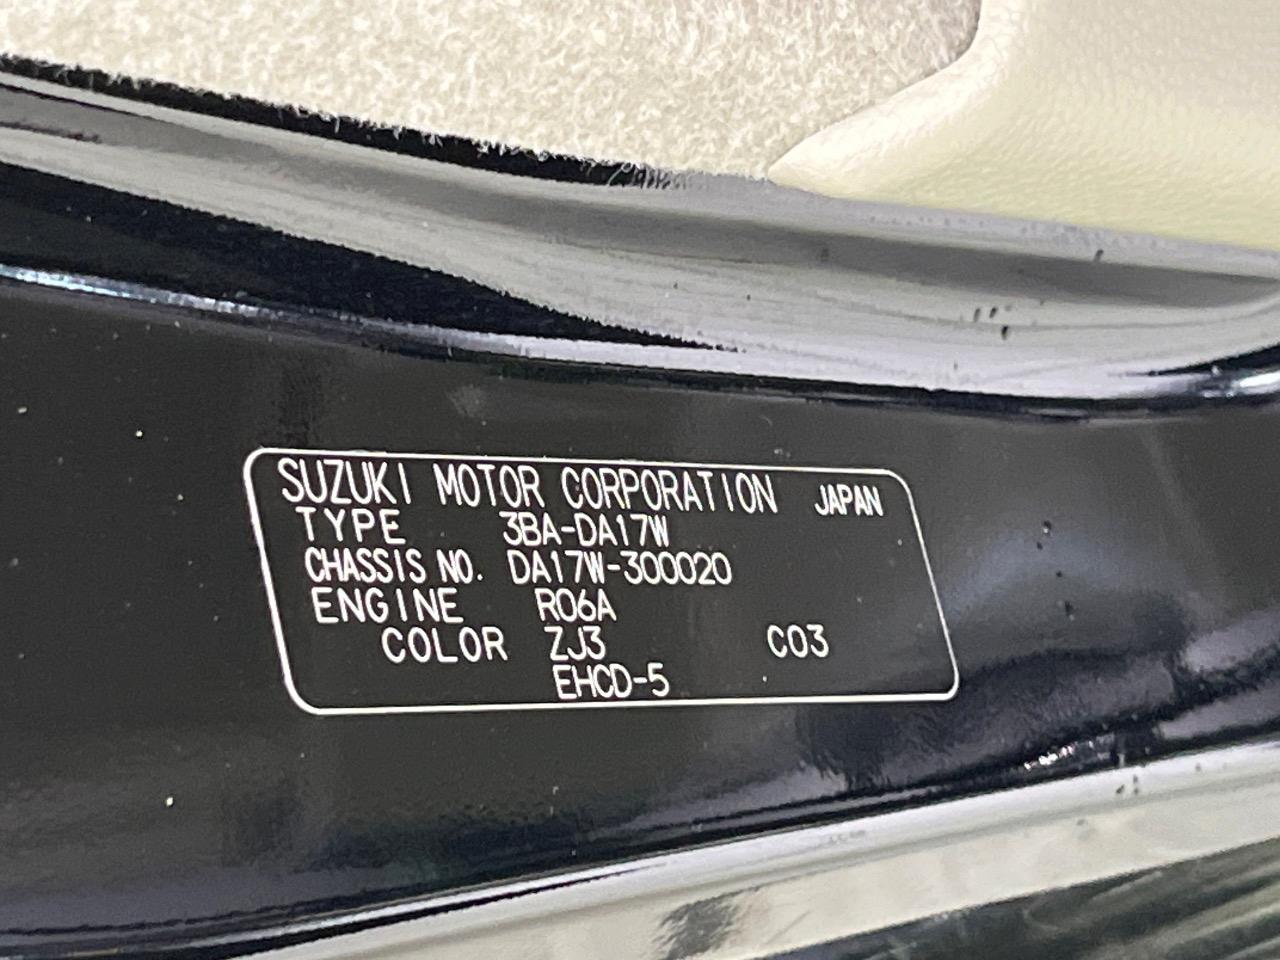 SUZUKI MOTOR CORPORATION JAPAN
TYPE 3BA-DA17W
CHASSIS NO. DA17W-300020
ENGINE R06A
COLOR ZJ3 C03
EHCD-5